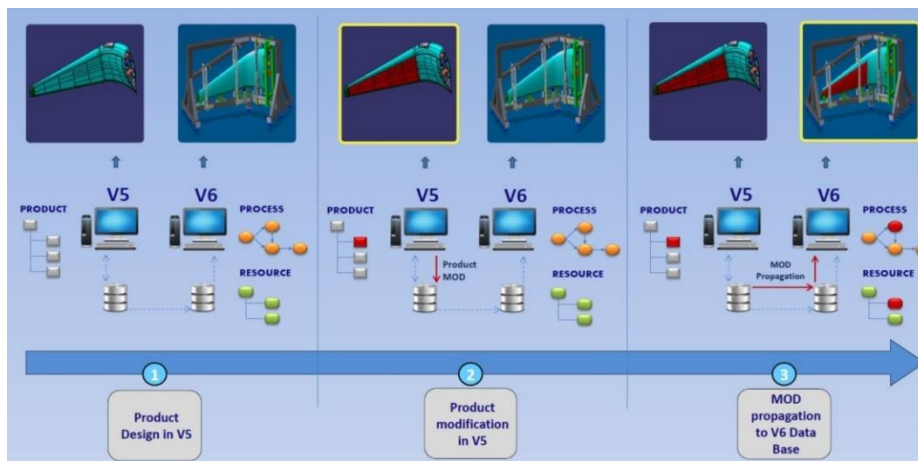 V5
V6
PRODUCT
PROCESS
RESOURCE
V5
V6
PRODUCT
PROCESS
Product
MOD
RESOURCE
V5
V6
PRODUCT
PROCESS
MOD
Propagation
RESOURCE
1
2
3
Product
Design in V5
Product
modification
in V5
MOD
propagation
to V6 Data
Base